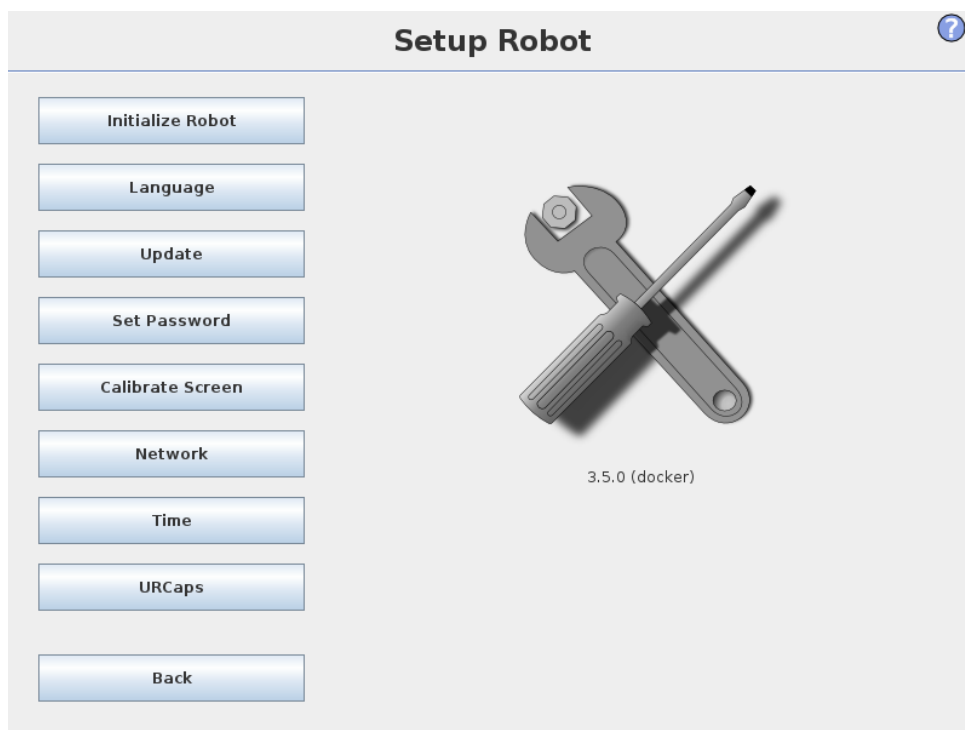 Setup Robot
?
Initialize Robot
Language
Update
Set Password
Calibrate Screen
Network
Time
URCaps
Back
3.5.0 (docker)